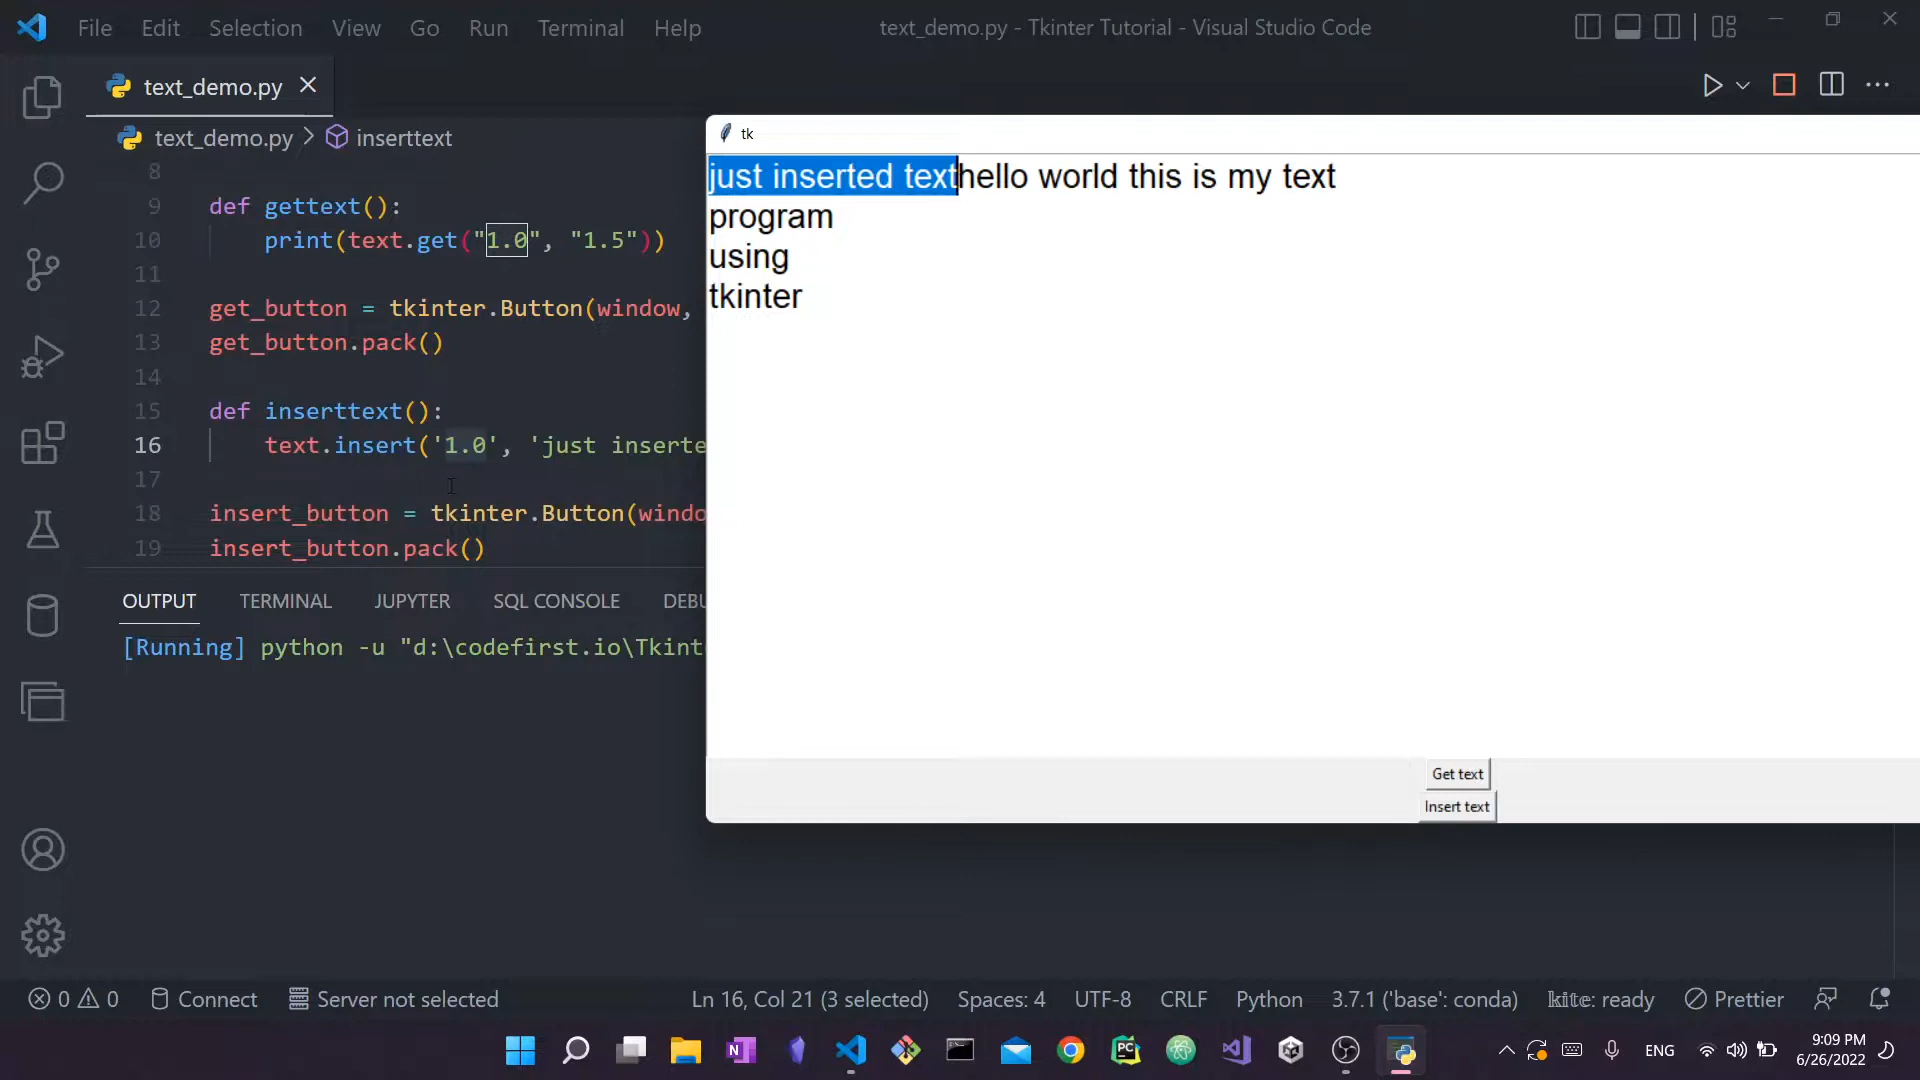 File Edit Selection View Go Run Terminal Help
text_demo.py - Tkinter Tutorial - Visual Studio Code
text_demo.py
text_demo.py > inserttext
8
9 def gettext():
10 print(text.get("1.0", "1.5"))
11
12 get_button = tkinter.Button(window,
13 get_button.pack()
14
15 def inserttext():
16 text.insert('1.0', 'just inserte
17
18 insert_button = tkinter.Button(windo
19 insert_button.pack()
tk
just inserted texthello world this is my text
program
using
tkinter
Get text
Insert text
OUTPUT TERMINAL JUPYTER SQL CONSOLE DEBU
[Running] python -u "d:\codefirst.io\Tkint
0 0 Connect Server not selected Ln 16, Col 21 (3 selected) Spaces: 4 UTF-8 CRLF Python 3.7.1 ('base': conda) kite: ready Prettier
ENG
9:09 PM
6/26/2022